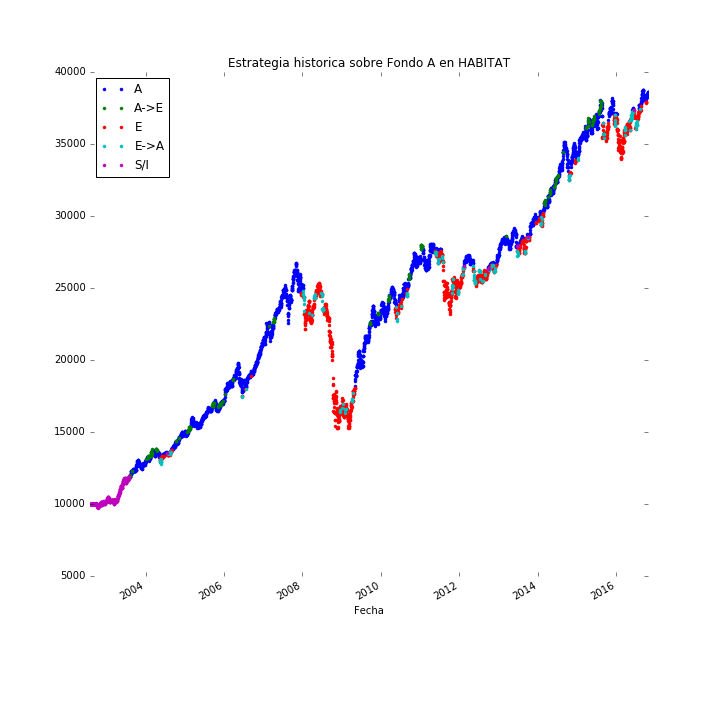 Estrategia historica sobre Fondo A en HABITAT
40000
35000
30000
25000
20000
15000
10000
5000
A
A->E
E
E->A
S/I
2004
2006
2008
2010
2012
2014
2016
Fecha